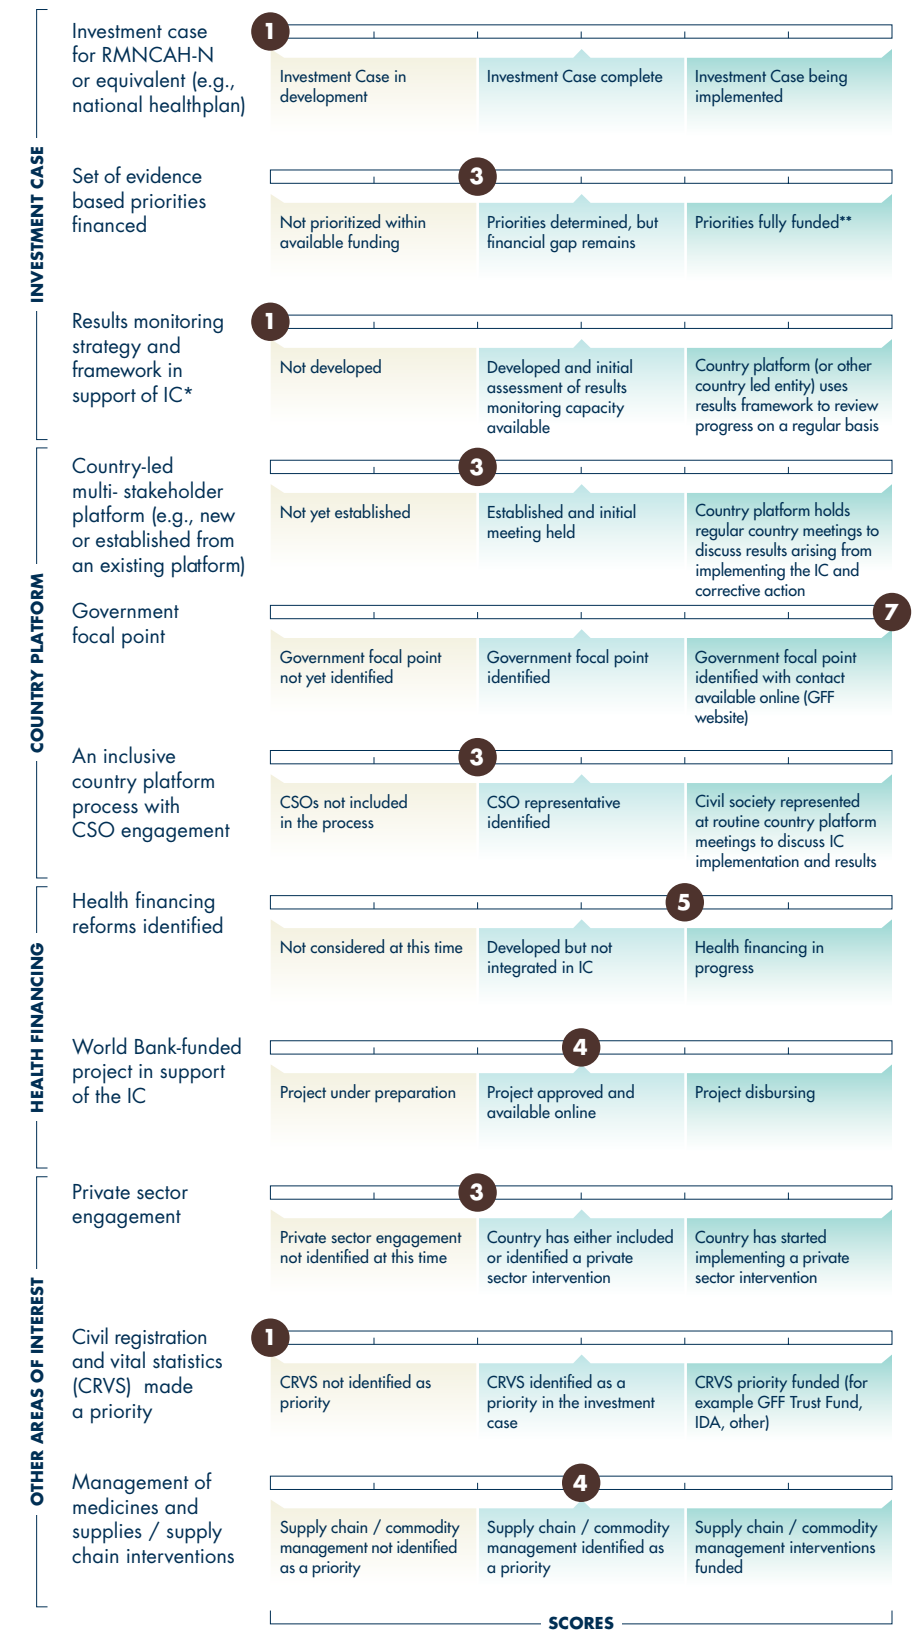 INVESTMENT CASE
Investment case
for RMNCAH-N
or equivalent (e.g.,
national healthplan)
1
Investment Case in
development
Investment Case complete
Investment Case being
implemented
Set of evidence
based priorities
financed
3
Not prioritized within
available funding
Priorities determined, but
financial gap remains
Priorities fully funded**
Results monitoring
strategy and
framework in
support of IC*
1
Not developed
Developed and initial
assessment of results
monitoring capacity
available
Country platform (or other
country led entity) uses
results framework to review
progress on a regular basis
COUNTRY PLATFORM
Country-led
multi- stakeholder
platform (e.g., new
or established from
an existing platform)
3
Not yet established
Established and initial
meeting held
Country platform holds
regular country meetings to
discuss results arising from
implementing the IC and
corrective action
Government
focal point
7
Government focal point
not yet identified
Government focal point
identified
Government focal point
identified with contact
available online (GFF
website)
An inclusive
country platform
process with
CSO engagement
3
CSOs not included
in the process
CSO representative
identified
Civil society represented
at routine country platform
meetings to discuss IC
implementation and results
HEALTH FINANCING
Health financing
reforms identified
5
Not considered at this time
Developed but not
integrated in IC
Health financing in
progress
World Bank-funded
project in support
of the IC
4
Project under preparation
Project approved and
available online
Project disbursing
OTHER AREAS OF INTEREST
Private sector
engagement
3
Private sector engagement
not identified at this time
Country has either included
or identified a private
sector intervention
Country has started
implementing a private
sector intervention
Civil registration
and vital statistics
(CRVS) made
a priority
1
CRVS not identified as
priority
CRVS identified as a
priority in the investment
case
CRVS priority funded (for
example GFF Trust Fund,
IDA, other)
Management of
medicines and
supplies / supply
chain interventions
4
Supply chain / commodity
management not identified
as a priority
Supply chain / commodity
management identified as
a priority
Supply chain / commodity
management interventions
funded
SCORES